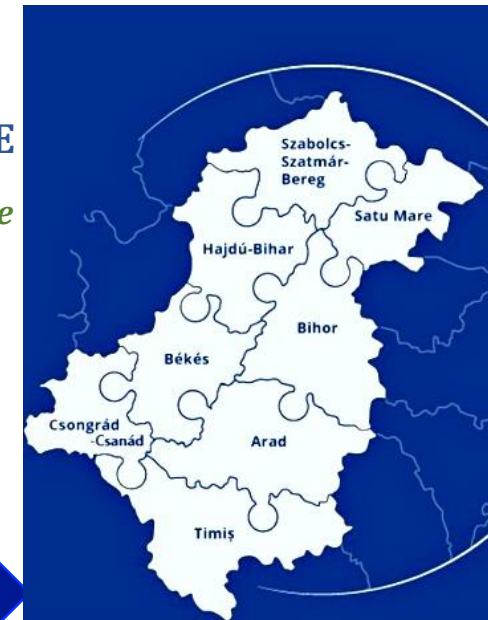 E
e
Szabolcs-
Szatmár-
Bereg
Satu Mare
Hajdú-Bihar
Bihor
Békés
Csongrád
-Csanád
Arad
Timiș